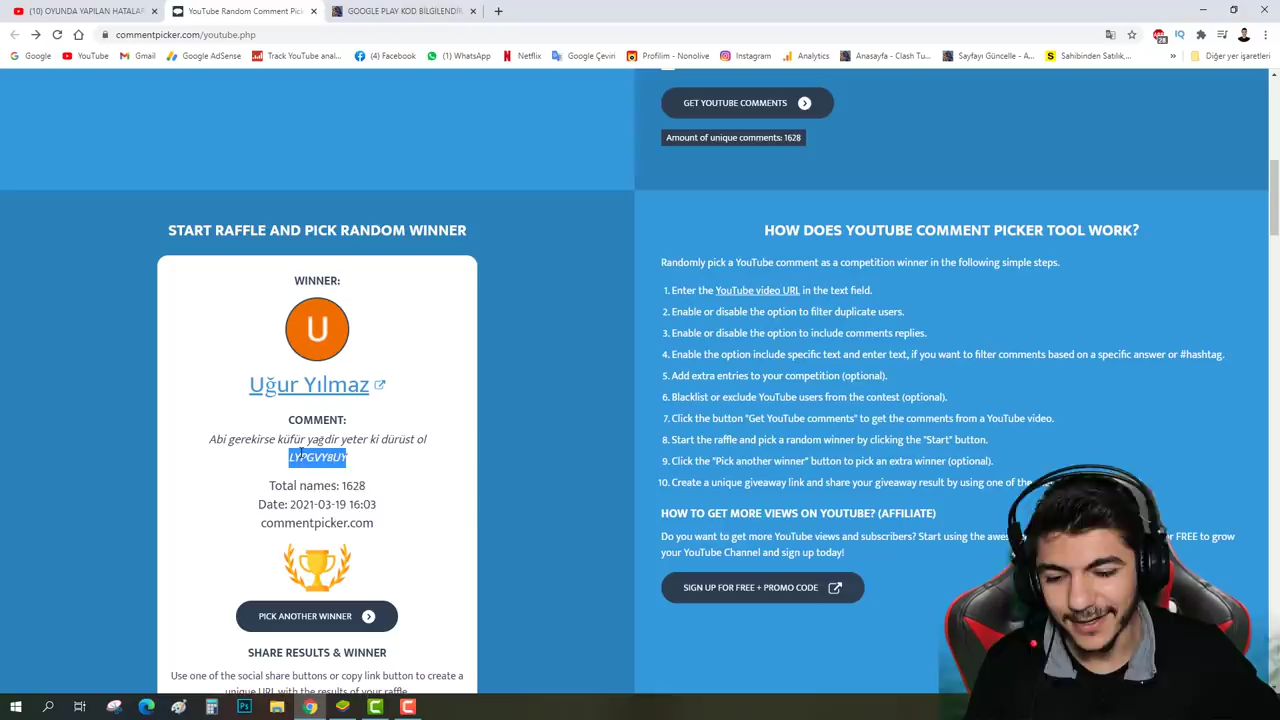 (10) OYUNDA YAPILAN HATALAR
YouTube Random Comment Pick
GOOGLE PLAY KOD BİLGİLENDİR
commentpicker.com/youtube.php
28
IQ
Google
YouTube
Gmail
Google AdSense
Track YouTube anal...
(4) Facebook
(1) WhatsApp
Netflix
Google Çeviri
Profilim - Nonolive
Instagram
Analytics
Anasayfa - Clash Tu...
Sayfayı Güncelle - A...
Sahibinden Satılık,...
»
Diğer yer işaretleri
GET YOUTUBE COMMENTS
Amount of unique comments: 1628
START RAFFLE AND PICK RANDOM WINNER
WINNER:
U
Uğur Yılmaz
COMMENT:
Abi gerekirse küfür yağdir yeter ki dürüst ol
Total names: 1628
Date: 2021-03-19 16:03
commentpicker.com
PICK ANOTHER WINNER
SHARE RESULTS & WINNER
Use one of the social share buttons or copy link button to create a
unique URL with the results of your raffle
HOW DOES YOUTUBE COMMENT PICKER TOOL WORK?
Randomly pick a YouTube comment as a competition winner in the following simple steps.
1. Enter the YouTube video URL in the text field.
2. Enable or disable the option to filter duplicate users.
3. Enable or disable the option to include comments replies.
4. Enable the option include specific text and enter text, if you want to filter comments based on a specific answer or #hashtag.
5. Add extra entries to your competition (optional).
6. Blacklist or exclude YouTube users from the contest (optional).
7. Click the button "Get YouTube comments" to get the comments from a YouTube video.
8. Start the raffle and pick a random winner by clicking the "Start" button.
9. Click the "Pick another winner" button to pick an extra winner (optional).
10. Create a unique giveaway link and share your giveaway result by using one of the
HOW TO GET MORE VIEWS ON YOUTUBE? (AFFILIATE)
Do you want to get more YouTube views and subscribers? Start using the FREE to grow
your YouTube Channel and sign up today!
SIGN UP FOR FREE + PROMO CODE